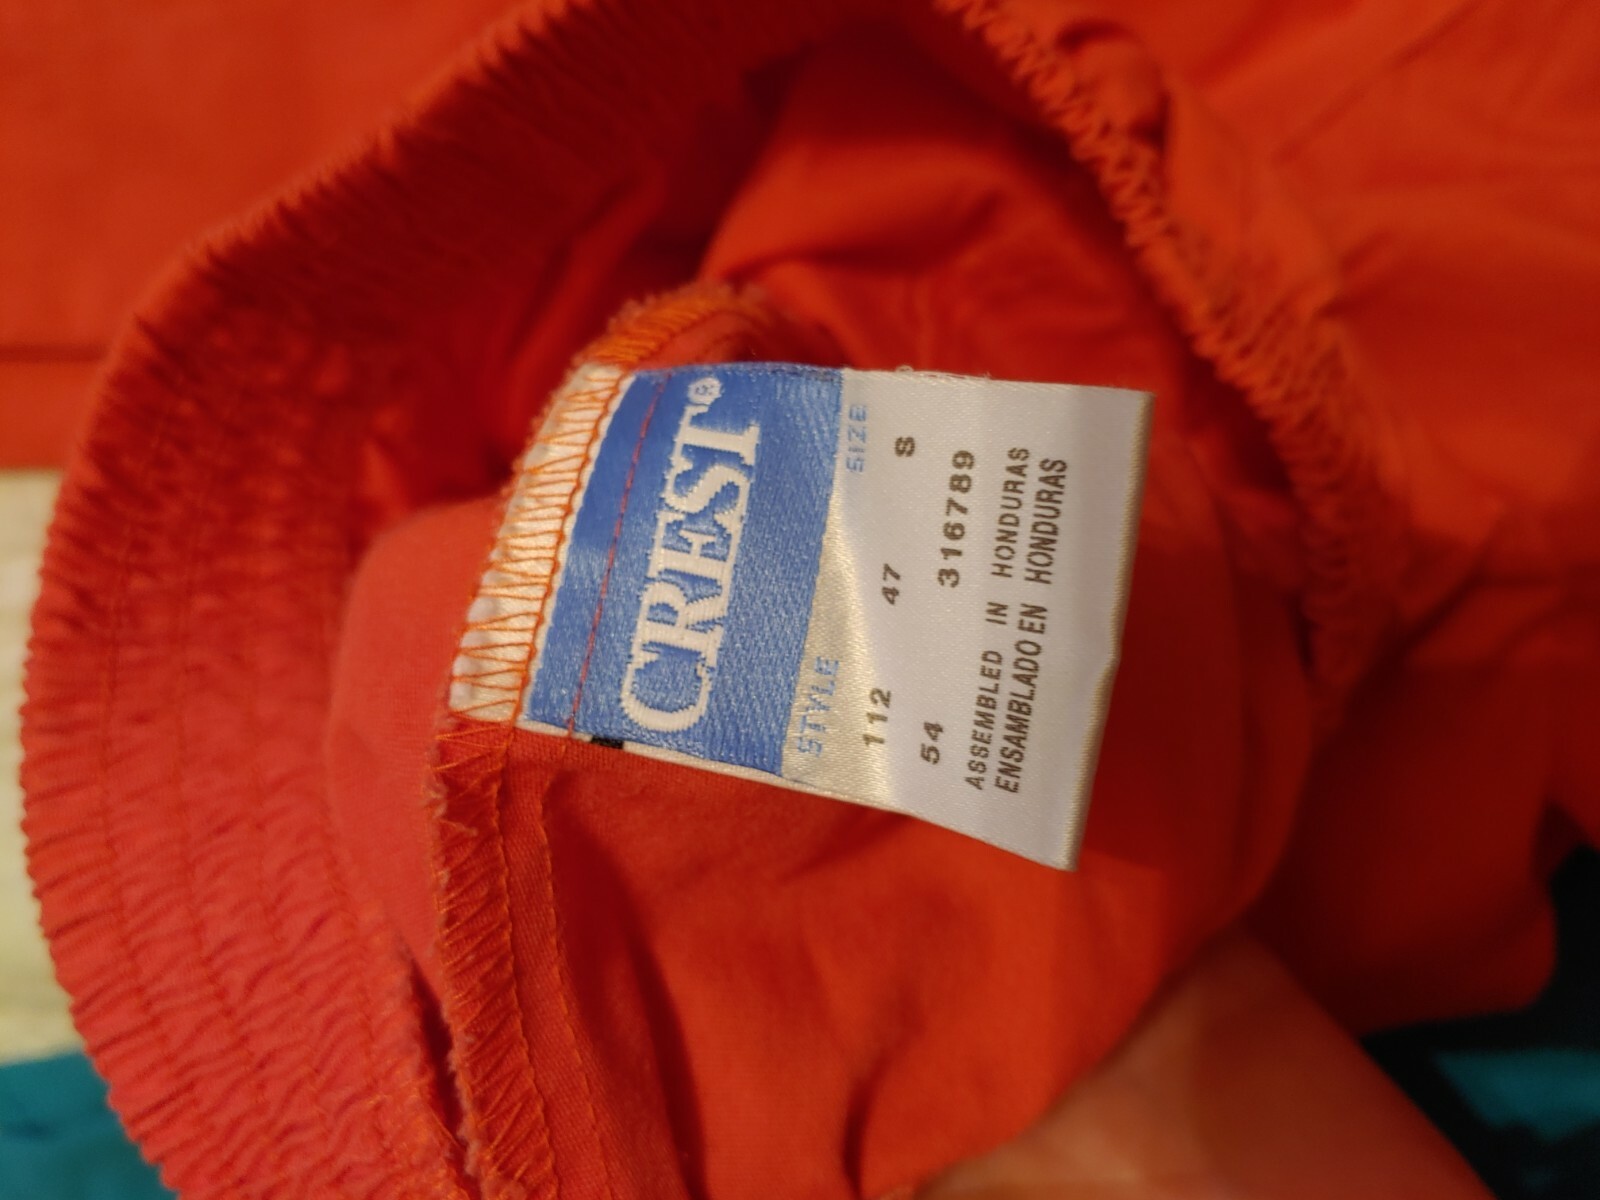 CREST®
STYLE SIZE
112 47 S
54 316789
ASSEMBLED IN HONDURAS
ENSAMBLADO EN HONDURAS